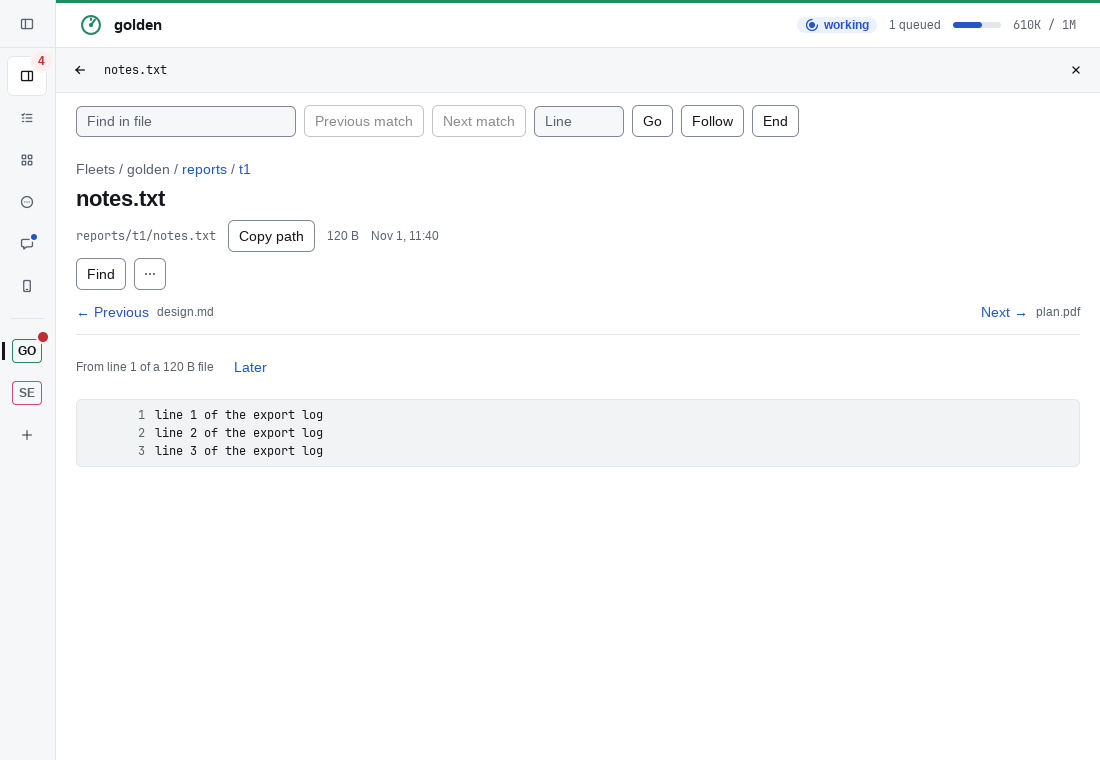 golden
working 1 queued 610K / 1M
4
notes.txt
Find in file Previous match Next match Line Go Follow End
Fleets / golden / reports / t1
notes.txt
reports/t1/notes.txt Copy path 120 B Nov 1, 11:40
Find ···
← Previous design.md Next → plan.pdf
GO
From line 1 of a 120 B file Later
SE
1 line 1 of the export log
2 line 2 of the export log
3 line 3 of the export log